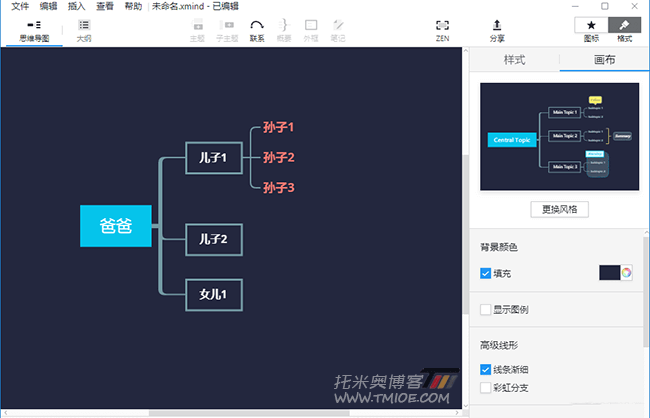 文件 编辑 插入 查看 帮助 未命名.xmind - 已编辑
思维导图 大纲 主题 子主题 联系 概要 外框 笔记 ZEN 分享 图标 格式
样式 画布
爸爸
儿子1
孙子1
孙子2
孙子3
儿子2
女儿1
Central Topic
Main Topic 1
Main Topic 2
Main Topic 3
更换风格
背景颜色
填充
显示图例
高级线形
线条渐细
彩虹分支
托米奥博客
WWW.TMIOE.COM